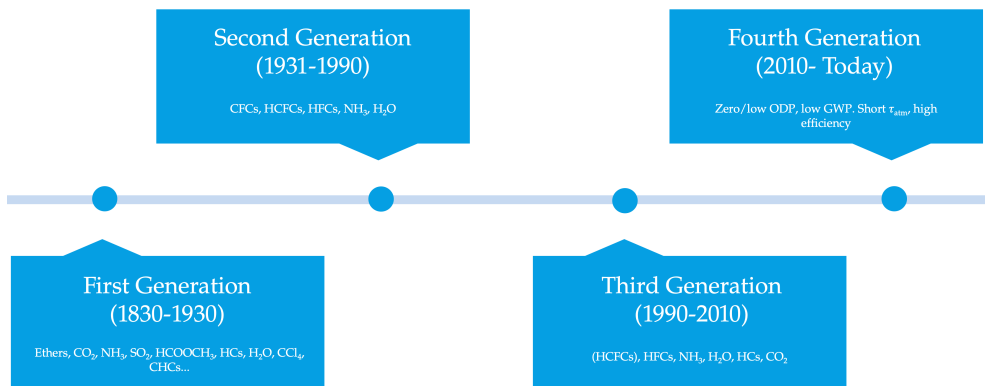 First Generation
(1830-1930)
Ethers, CO₂, NH₃, SO₂, HCOOCH₃, HCs, H₂O, CCl₄,
CHCs...
Second Generation
(1931-1990)
CFCs, HCFCs, HFCs, NH₃, H₂O
Third Generation
(1990-2010)
(HCFCs), HFCs, NH₃, H₂O, HCs, CO₂
Fourth Generation
(2010- Today)
Zero/low ODP, low GWP. Short τₐₜₘ, high
efficiency